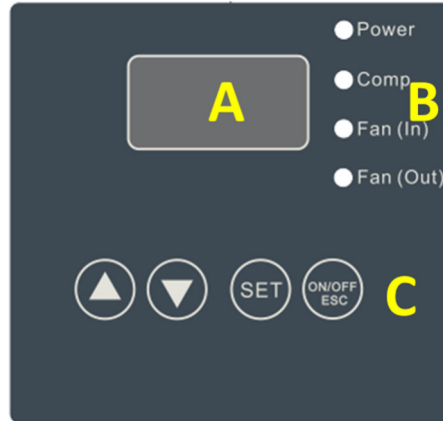 Power
A
Comp
B
Fan (In)
Fan (Out)
SET
ON/OFF
ESC
C